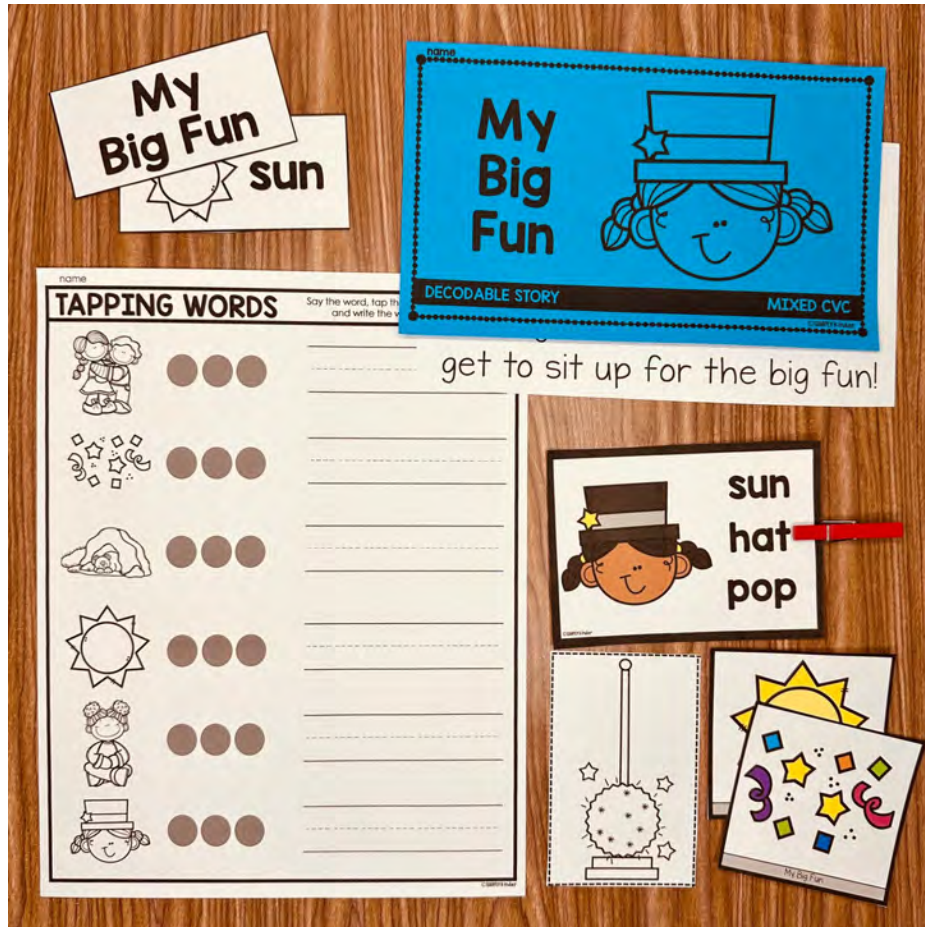 My
Big Fun
sun
name
My
Big
Fun
DECODABLE STORY
MIXED CVC
get to sit up for the big fun!
name
TAPPING WORDS
Say the word, tap th
and write the w
sun
hat
pop
My Big Fun